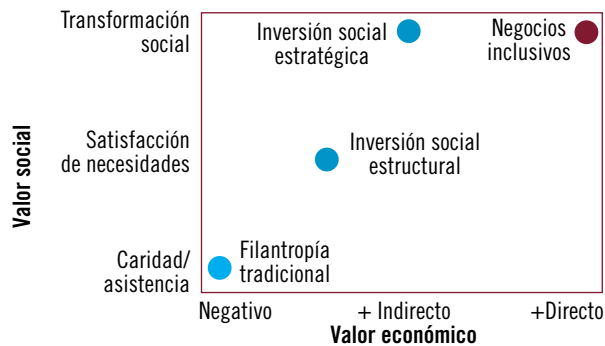 Transformación
social
Inversión social
estratégica
Negocios
inclusivos
Valor social
Satisfacción
de necesidades
Inversión social
estructural
Caridad/
asistencia
Filantropía
tradicional
Negativo
+ Indirecto
+Directo
Valor económico